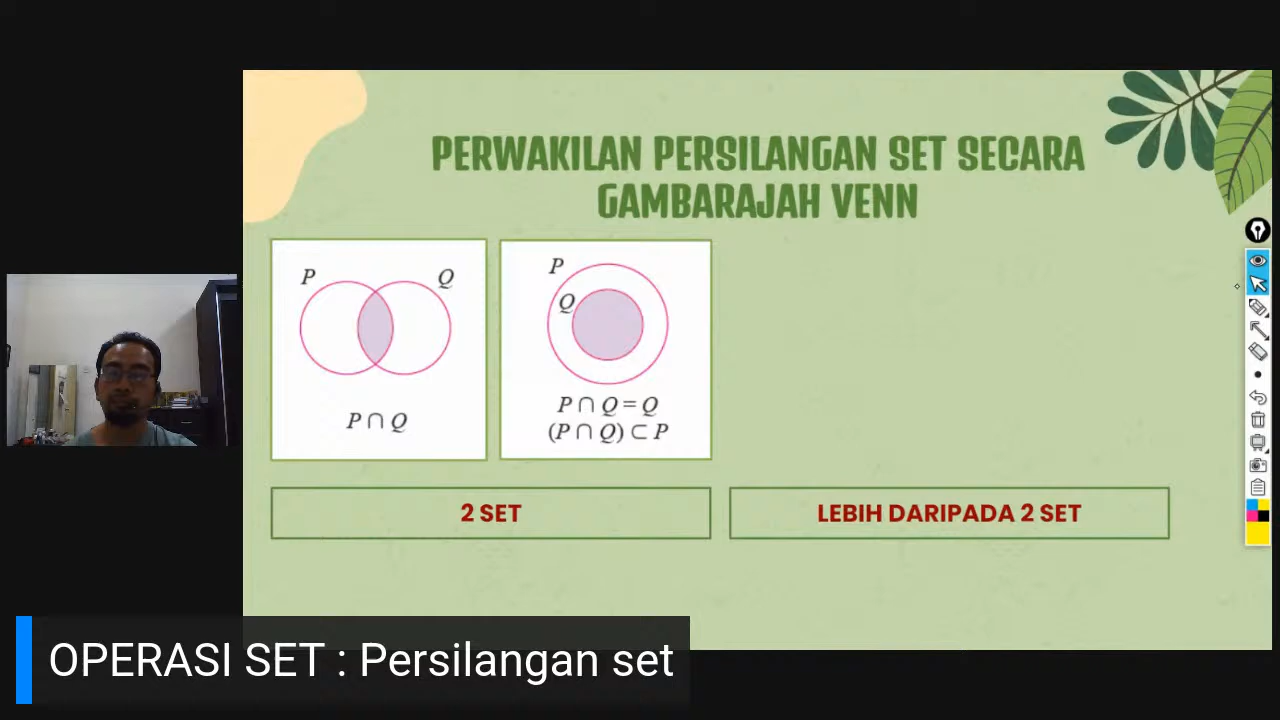 PERWAKILAN PERSILANGAN SET SECARA
GAMBARAJAH VENN
P
Q
P ∩ Q
P
Q
P ∩ Q = Q
(P ∩ Q) ⊂ P
2 SET
LEBIH DARIPADA 2 SET
OPERASI SET : Persilangan set